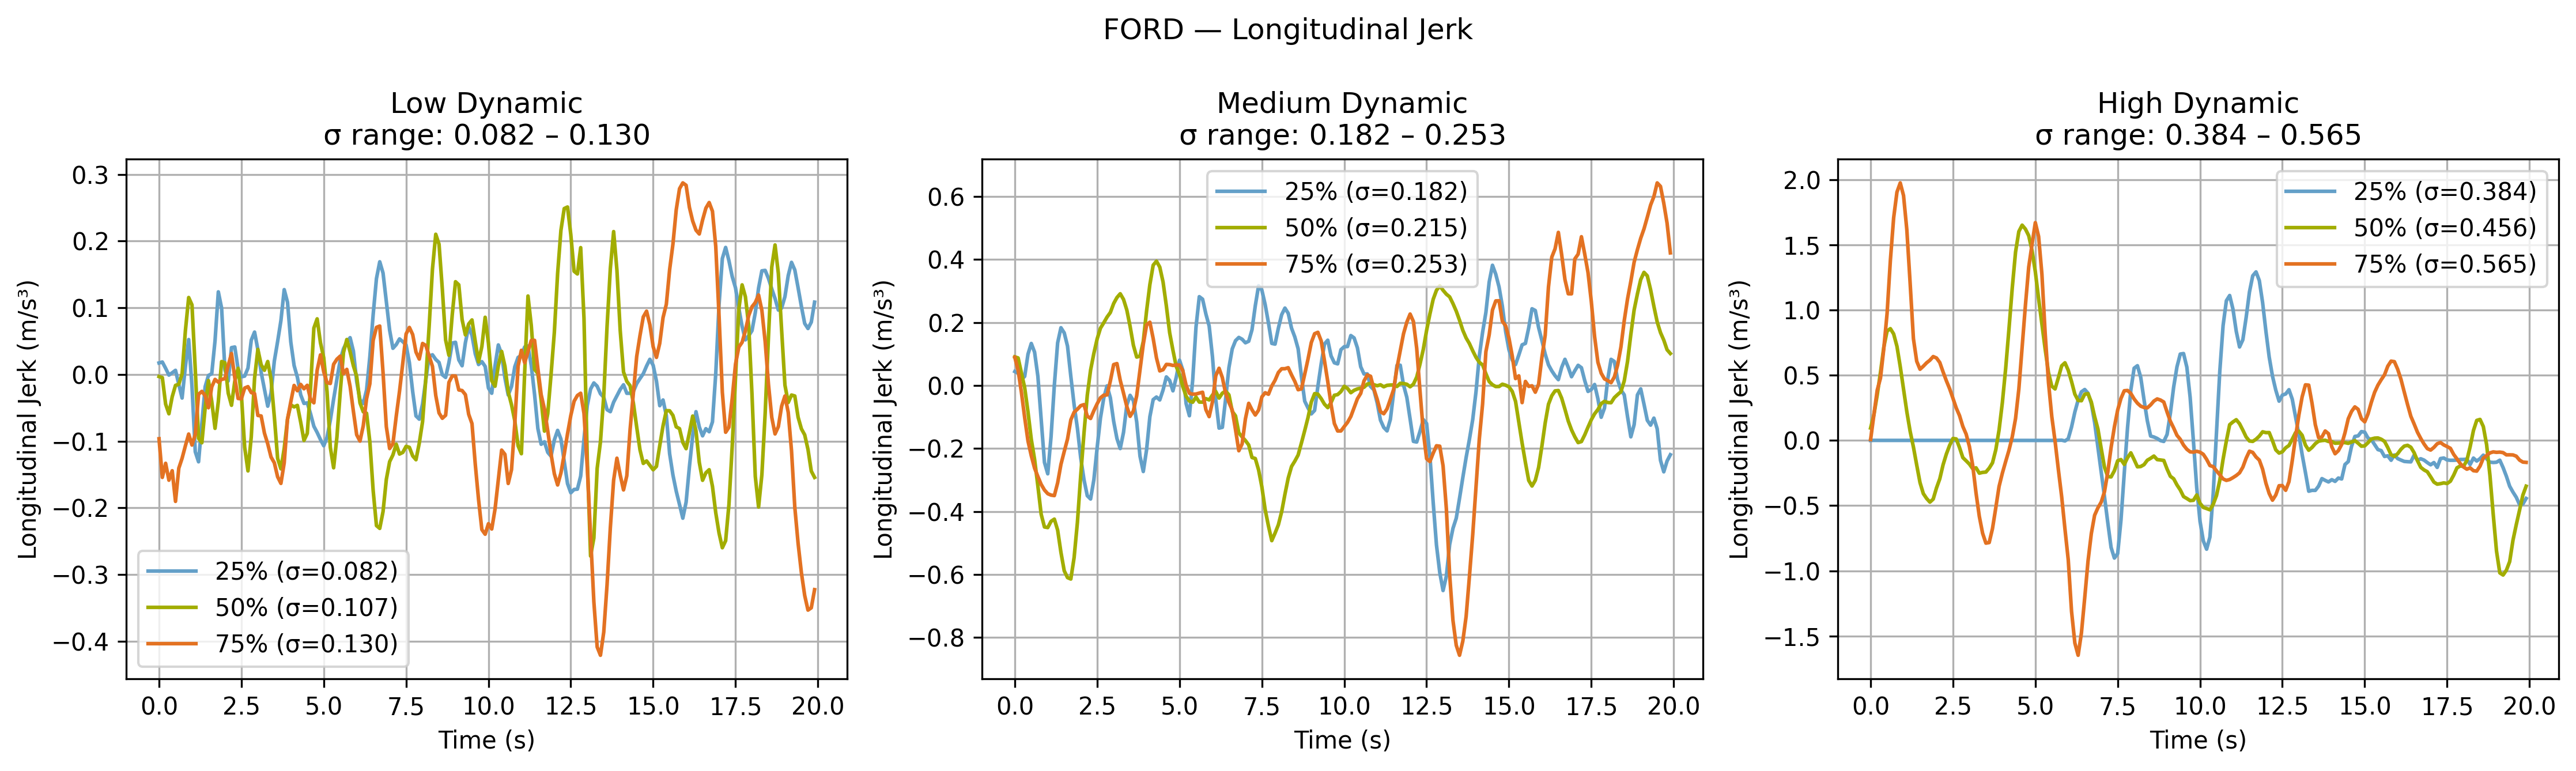 FORD — Longitudinal Jerk
Low Dynamic
σ range: 0.082 – 0.130
Longitudinal Jerk (m/s³)
0.3
0.2
0.1
0.0
−0.1
−0.2
−0.3
−0.4
25% (σ=0.082)
50% (σ=0.107)
75% (σ=0.130)
0.0 2.5 5.0 7.5 10.0 12.5 15.0 17.5 20.0
Time (s)
Medium Dynamic
σ range: 0.182 – 0.253
Longitudinal Jerk (m/s³)
0.6
0.4
0.2
0.0
−0.2
−0.4
−0.6
−0.8
25% (σ=0.182)
50% (σ=0.215)
75% (σ=0.253)
0.0 2.5 5.0 7.5 10.0 12.5 15.0 17.5 20.0
Time (s)
High Dynamic
σ range: 0.384 – 0.565
Longitudinal Jerk (m/s³)
2.0
1.5
1.0
0.5
0.0
−0.5
−1.0
−1.5
25% (σ=0.384)
50% (σ=0.456)
75% (σ=0.565)
0.0 2.5 5.0 7.5 10.0 12.5 15.0 17.5 20.0
Time (s)